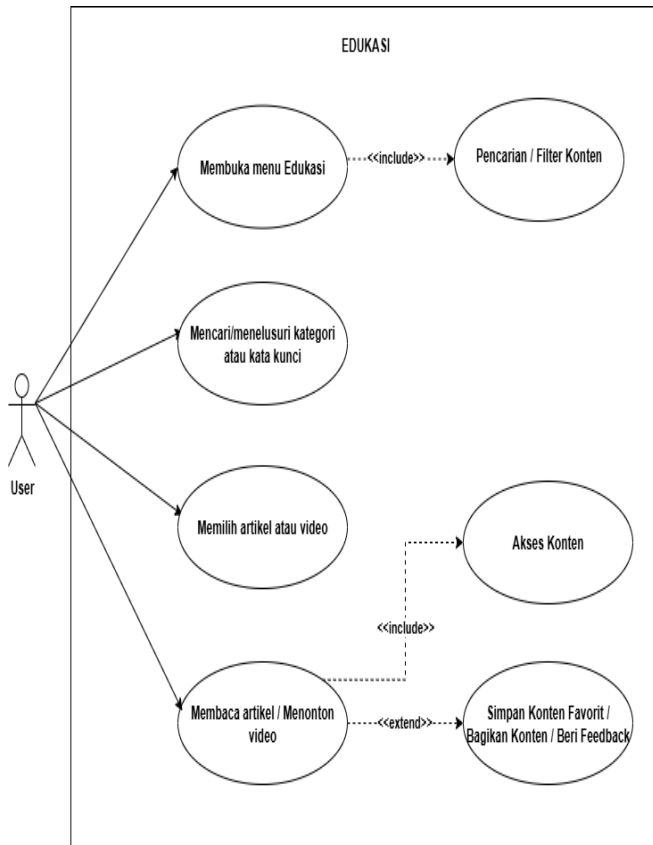 EDUKASI
Membuka menu Edukasi
<<include>>
Pencarian / Filter Konten
Mencari/menelusuri kategori
atau kata kunci
User
Memilih artikel atau video
Akses Konten
<<include>>
Membaca artikel / Menonton
video
<<extend>>
Simpan Konten Favorit /
Bagikan Konten / Beri Feedback